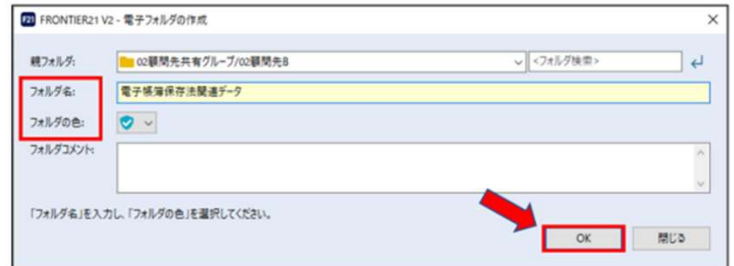 F21 FRONTIER21 V2 - 電子フォルダの作成
親フォルダ: 02顧問先共有グループ/02顧問先B <フォルダ検索>
フォルダ名: 電子帳簿保存法関連データ
フォルダの色:
フォルダコメント:
「フォルダ名」を入力し、「フォルダの色」を選択してください。
OK 閉じる